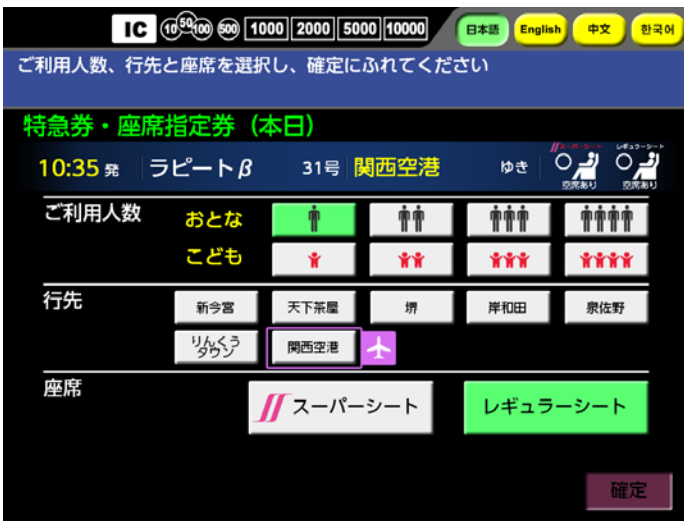 IC 10 50 100 500 1000 2000 5000 10000 日本語 English 中文 한국어
ご利用人数、行先と座席を選択し、確定にふれてください
特急券・座席指定券（本日）
スーパーシート レギュラーシート
10:35発 ラピートβ 31号 関西空港 ゆき
空席あり 空席あり
ご利用人数 おとな
こども
行先 新今宮 天下茶屋 堺 岸和田 泉佐野
りんくう
タウン 関西空港
座席
スーパーシート レギュラーシート
確定